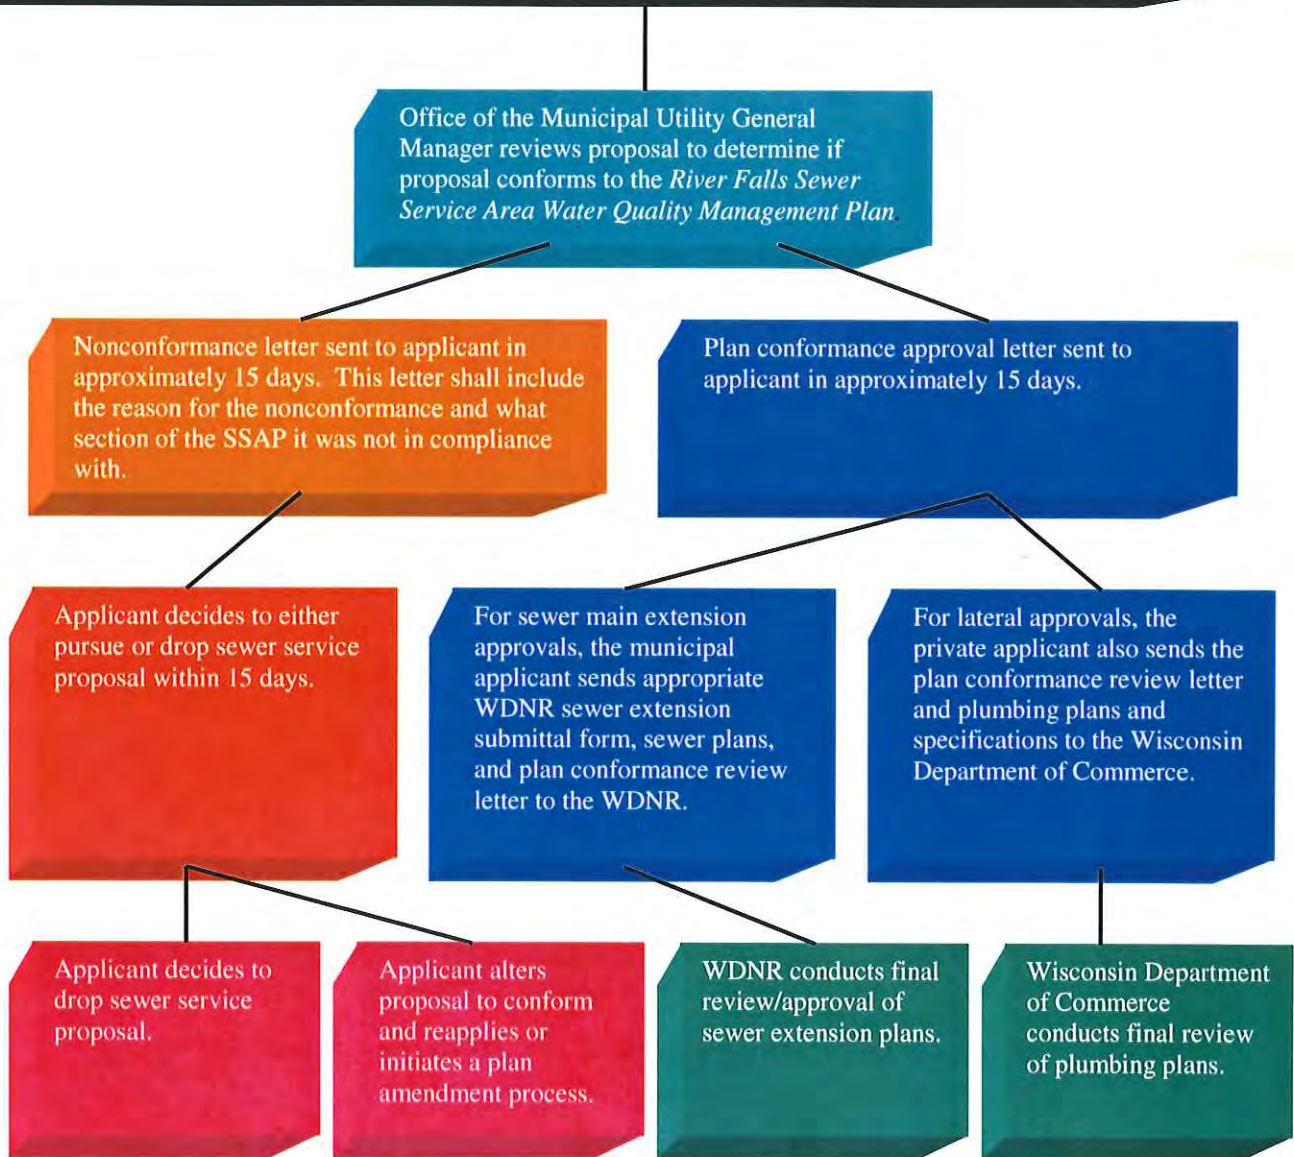 Office of the Municipal Utility General
Manager reviews proposal to determine if
proposal conforms to the River Falls Sewer
Service Area Water Quality Management Plan.
Nonconformance letter sent to applicant in
approximately 15 days. This letter shall include
the reason for the nonconformance and what
section of the SSAP it was not in compliance
with.
Plan conformance approval letter sent to
applicant in approximately 15 days.
Applicant decides to either
pursue or drop sewer service
proposal within 15 days.
For sewer main extension
approvals, the municipal
applicant sends appropriate
WDNR sewer extension
submittal form, sewer plans,
and plan conformance review
letter to the WDNR.
For lateral approvals, the
private applicant also sends the
plan conformance review letter
and plumbing plans and
specifications to the Wisconsin
Department of Commerce.
Applicant decides to
drop sewer service
proposal.
Applicant alters
proposal to conform
and reapplies or
initiates a plan
amendment process.
WDNR conducts final
review/approval of
sewer extension plans.
Wisconsin Department
of Commerce
conducts final review
of plumbing plans.